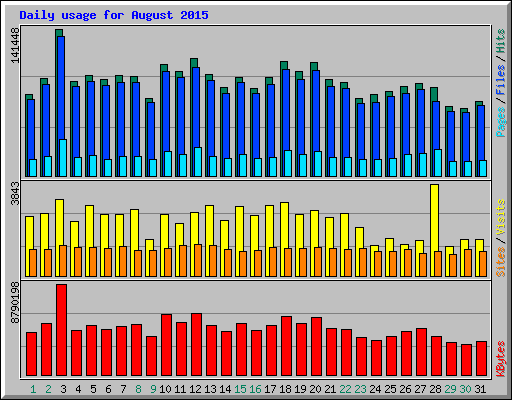 Daily usage for August 2015
141448
Pages / Files / Hits
3843
Sites / Visits
8790198
KBytes
1 2 3 4 5 6 7 8 9 10 11 12 13 14 15 16 17 18 19 20 21 22 23 24 25 26 27 28 29 30 31